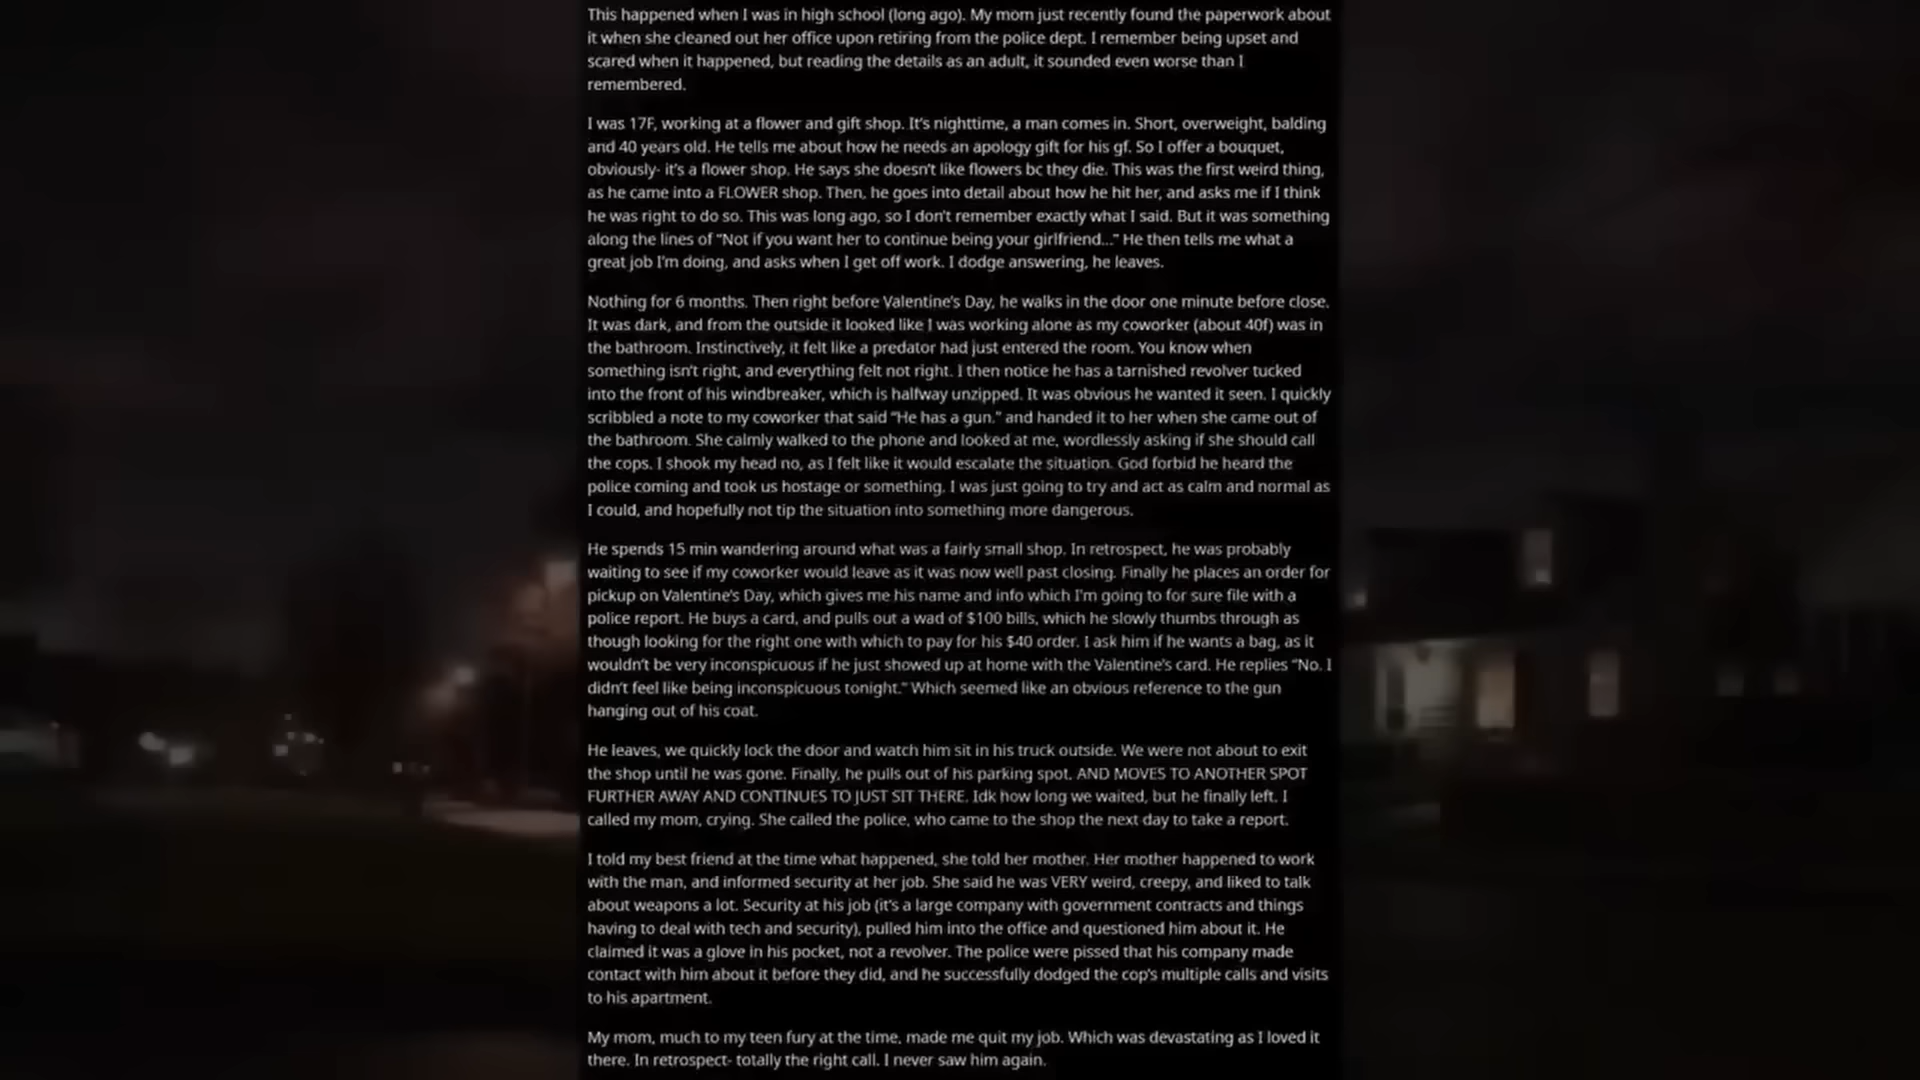 This happened when I was in high school (long ago). My mom just recently found the paperwork about
it when she cleaned out her office upon retiring from the police dept. I remember being upset and
scared when it happened, but reading the details as an adult, it sounded even worse than I
remembered.
I was 17F, working at a flower and gift shop. It's nighttime, a man comes in. Short, overweight, balding
and 40 years old. He tells me about how he needs an apology gift for his gf. So I offer a bouquet,
obviously- it's a flower shop. He says she doesn't like flowers bc they die. This was the first weird thing,
as he came into a FLOWER shop. Then, he goes into detail about how he hit her, and asks me if I think
he was right to do so. This was long ago, so I don't remember exactly what I said. But it was something
along the lines of "Not if you want her to continue being your girlfriend..." He then tells me what a
great job I'm doing, and asks when I get off work. I dodge answering, he leaves.
Nothing for 6 months. Then right before Valentine's Day, he walks in the door one minute before close.
It was dark, and from the outside it looked like I was working alone as my coworker (about 40f) was in
the bathroom. Instinctively, it felt like a predator had just entered the room. You know when
something isn't right, and everything felt not right. I then notice he has a tarnished revolver tucked
into the front of his windbreaker, which is halfway unzipped. It was obvious he wanted it seen. I quickly
scribbled a note to my coworker that said "He has a gun." and handed it to her when she came out of
the bathroom. She calmly walked to the phone and looked at me, wordlessly asking if she should call
the cops. I shook my head no, as I felt like it would escalate the situation. God forbid he heard the
police coming and took us hostage or something. I was just going to try and act as calm and normal as
I could, and hopefully not tip the situation into something more dangerous.
He spends 15 min wandering around what was a fairly small shop. In retrospect, he was probably
waiting to see if my coworker would leave as it was now well past closing. Finally he places an order for
pickup on Valentine's Day, which gives me his name and info which I'm going to for sure file with a
police report. He buys a card, and pulls out a wad of $100 bills, which he slowly thumbs through as
though looking for the right one with which to pay for his $40 order. I ask him if he wants a bag, as it
wouldn't be very inconspicuous if he just showed up at home with the Valentine's card. He replies "No. I
didn't feel like being inconspicuous tonight." Which seemed like an obvious reference to the gun
hanging out of his coat.
He leaves, we quickly lock the door and watch him sit in his truck outside. We were not about to exit
the shop until he was gone. Finally, he pulls out of his parking spot. AND MOVES TO ANOTHER SPOT
FURTHER AWAY AND CONTINUES TO JUST SIT THERE. Idk how long we waited, but he finally left. I
called my mom, crying. She called the police, who came to the shop the next day to take a report.
I told my best friend at the time what happened, she told her mother. Her mother happened to work
with the man, and informed security at her job. She said he was VERY weird, creepy, and liked to talk
about weapons a lot. Security at his job (it's a large company with government contracts and things
having to deal with tech and security), pulled him into the office and questioned him about it. He
claimed it was a glove in his pocket, not a revolver. The police were pissed that his company made
contact with him about it before they did, and he successfully dodged the cop's multiple calls and visits
to his apartment.
My mom, much to my teen fury at the time, made me quit my job. Which was devastating as I loved it
there. In retrospect- totally the right call. I never saw him again.